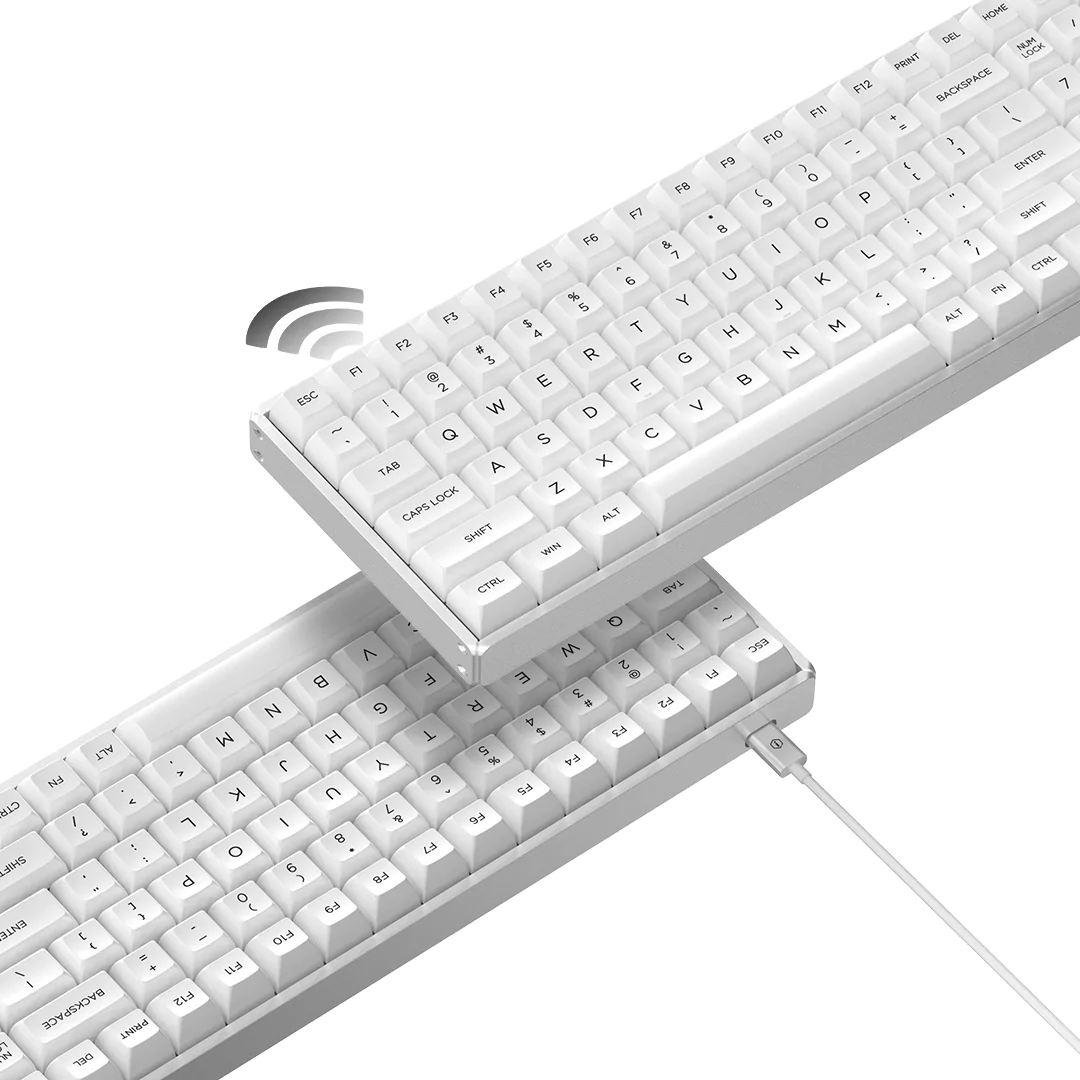 ESC F1 F2 F3 F4 F5 F6 F7 F8 F9 F10 F11 F12 PRINT DEL HOME
~ ` ! 1 @ 2 # 3 $ 4 % 5 ^ 6 & 7 * 8 ( 9 ) 0 _ - + = BACKSPACE NUM LOCK /
TAB Q W E R T Y U I O P { [ } ] | \ 7
CAPS LOCK A S D F G H J K L : ; " ' ENTER
SHIFT Z X C V B N M < , > . ? / SHIFT
CTRL WIN ALT ALT FN CTRL
ESC F1 F2 F3 F4 F5 F6 F7 F8 F9 F10 F11 F12 PRINT DEL
~ ` ! 1 @ 2 # 3 $ 4 % 5 ^ 6 & 7 * 8 ( 9 ) 0 _ - + = BACKSPACE
TAB Q W E R T Y U I O P { [ } ] | \
F G H J K L : ; " ' ENTER
V B N M < , > . ? / SHIFT
ALT FN CTRL